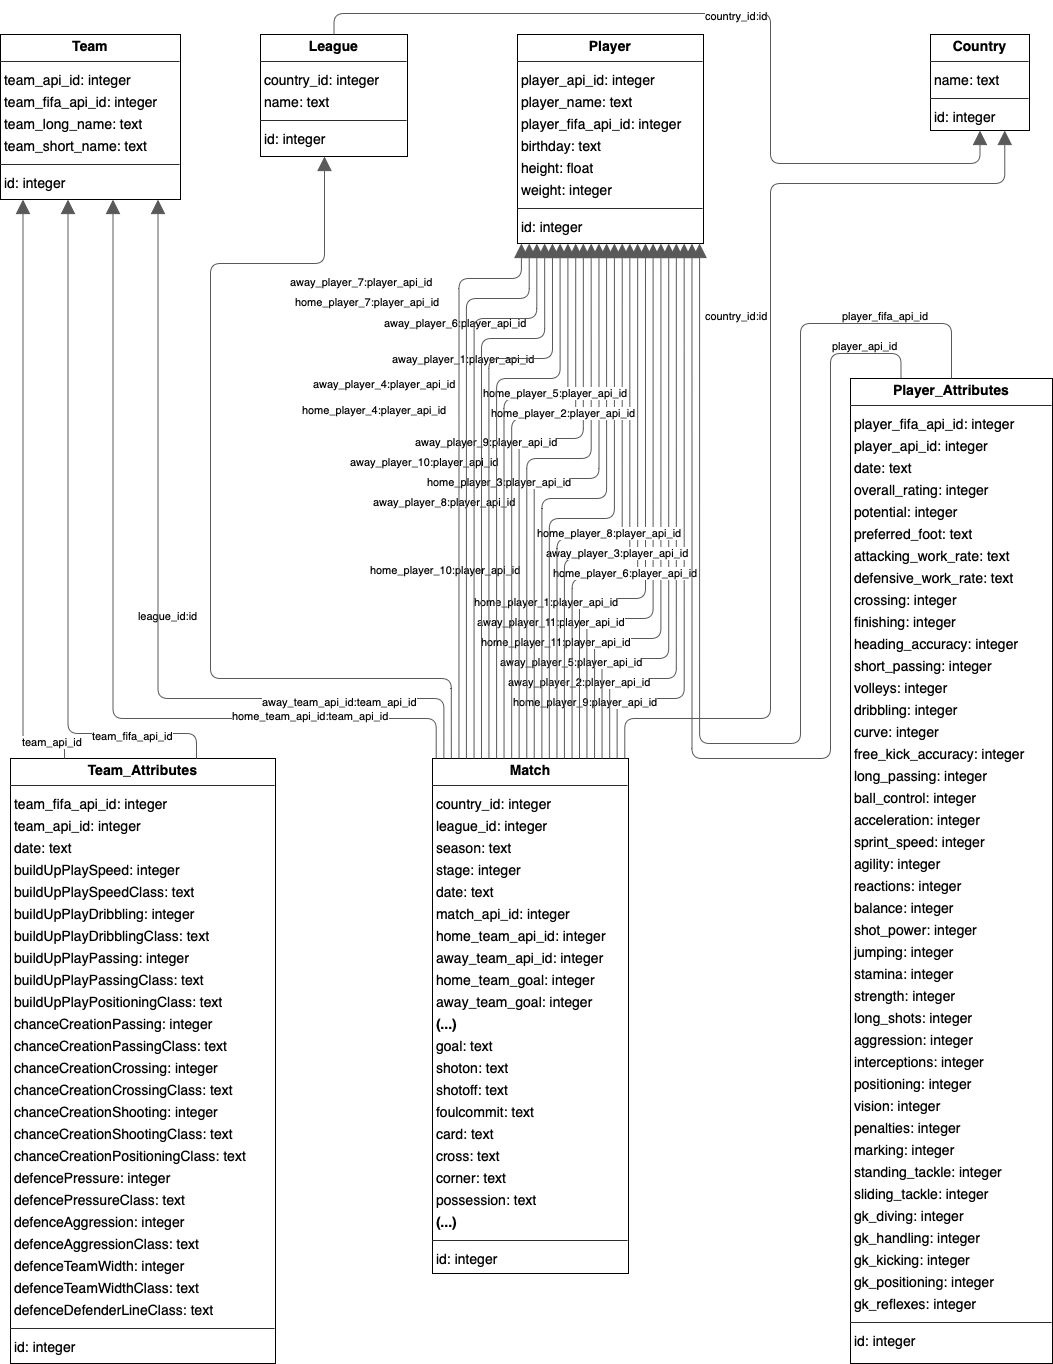 country_id:id
Team
team_api_id: integer
team_fifa_api_id: integer
team_long_name: text
team_short_name: text
id: integer
League
country_id: integer
name: text
id: integer
Player
player_api_id: integer
player_name: text
player_fifa_api_id: integer
birthday: text
height: float
weight: integer
id: integer
Country
name: text
id: integer
away_player_7:player_api_id
home_player_7:player_api_id
away_player_6:player_api_id
away_player_1:player_api_id
away_player_4:player_api_id
home_player_5:player_api_id
home_player_4:player_api_id
home_player_2:player_api_id
away_player_9:player_api_id
away_player_10:player_api_id
home_player_3:player_api_id
away_player_8:player_api_id
home_player_8:player_api_id
away_player_3:player_api_id
home_player_10:player_api_id
home_player_6:player_api_id
home_player_1:player_api_id
away_player_11:player_api_id
home_player_11:player_api_id
away_player_5:player_api_id
away_player_2:player_api_id
home_player_9:player_api_id
country_id:id
player_fifa_api_id
player_api_id
league_id:id
away_team_api_id:team_api_id
home_team_api_id:team_api_id
team_fifa_api_id
team_api_id
Team_Attributes
team_fifa_api_id: integer
team_api_id: integer
date: text
buildUpPlaySpeed: integer
buildUpPlaySpeedClass: text
buildUpPlayDribbling: integer
buildUpPlayDribblingClass: text
buildUpPlayPassing: integer
buildUpPlayPassingClass: text
buildUpPlayPositioningClass: text
chanceCreationPassing: integer
chanceCreationPassingClass: text
chanceCreationCrossing: integer
chanceCreationCrossingClass: text
chanceCreationShooting: integer
chanceCreationShootingClass: text
chanceCreationPositioningClass: text
defencePressure: integer
defencePressureClass: text
defenceAggression: integer
defenceAggressionClass: text
defenceTeamWidth: integer
defenceTeamWidthClass: text
defenceDefenderLineClass: text
id: integer
Match
country_id: integer
league_id: integer
season: text
stage: integer
date: text
match_api_id: integer
home_team_api_id: integer
away_team_api_id: integer
home_team_goal: integer
away_team_goal: integer
(...)
goal: text
shoton: text
shotoff: text
foulcommit: text
card: text
cross: text
corner: text
possession: text
(...)
id: integer
Player_Attributes
player_fifa_api_id: integer
player_api_id: integer
date: text
overall_rating: integer
potential: integer
preferred_foot: text
attacking_work_rate: text
defensive_work_rate: text
crossing: integer
finishing: integer
heading_accuracy: integer
short_passing: integer
volleys: integer
dribbling: integer
curve: integer
free_kick_accuracy: integer
long_passing: integer
ball_control: integer
acceleration: integer
sprint_speed: integer
agility: integer
reactions: integer
balance: integer
shot_power: integer
jumping: integer
stamina: integer
strength: integer
long_shots: integer
aggression: integer
interceptions: integer
positioning: integer
vision: integer
penalties: integer
marking: integer
standing_tackle: integer
sliding_tackle: integer
gk_diving: integer
gk_handling: integer
gk_kicking: integer
gk_positioning: integer
gk_reflexes: integer
id: integer